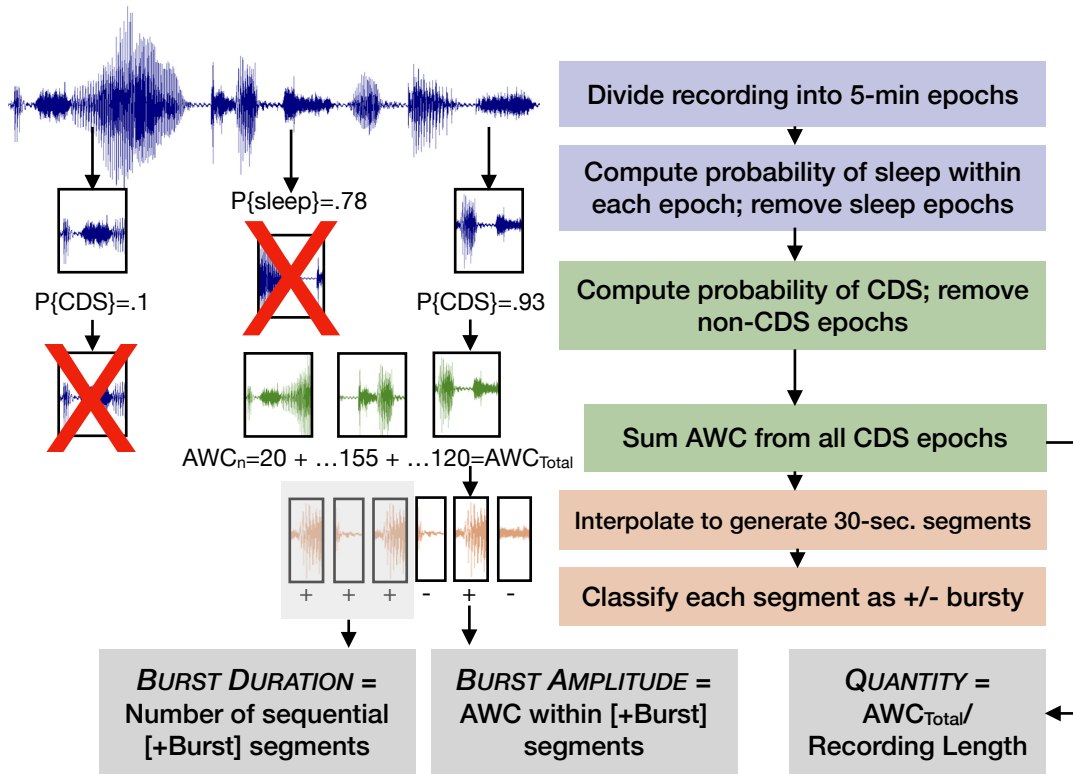 Divide recording into 5-min epochs
Compute probability of sleep within
each epoch; remove sleep epochs
P{sleep}=.78
P{CDS}=.1
P{CDS}=.93
Compute probability of CDS; remove
non-CDS epochs
Sum AWC from all CDS epochs
AWCn=20 + …155 + …120=AWCTotal
Interpolate to generate 30-sec. segments
+ + + - + -
Classify each segment as +/- bursty
BURST DURATION =
Number of sequential
[+Burst] segments
BURST AMPLITUDE =
AWC within [+Burst]
segments
QUANTITY =
AWCTotal/
Recording Length